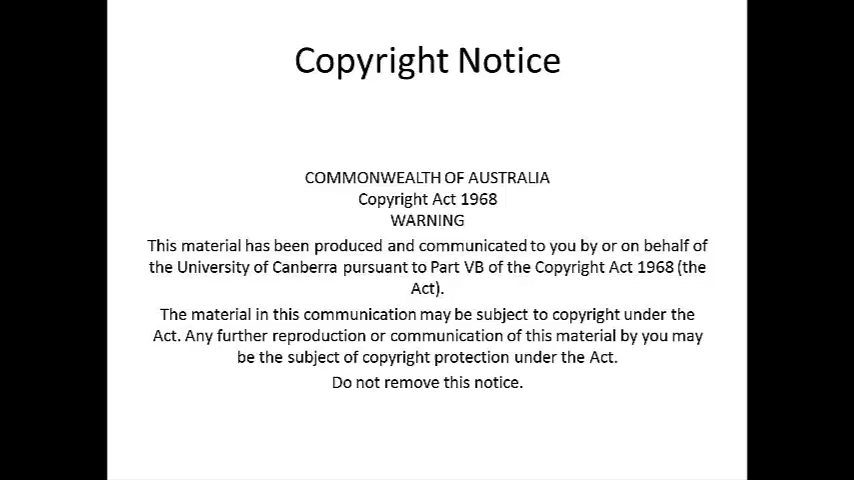 Copyright Notice
COMMONWEALTH OF AUSTRALIA
Copyright Act 1968
WARNING
This material has been produced and communicated to you by or on behalf of
the University of Canberra pursuant to Part VB of the Copyright Act 1968 (the
Act).
The material in this communication may be subject to copyright under the
Act. Any further reproduction or communication of this material by you may
be the subject of copyright protection under the Act.
Do not remove this notice.